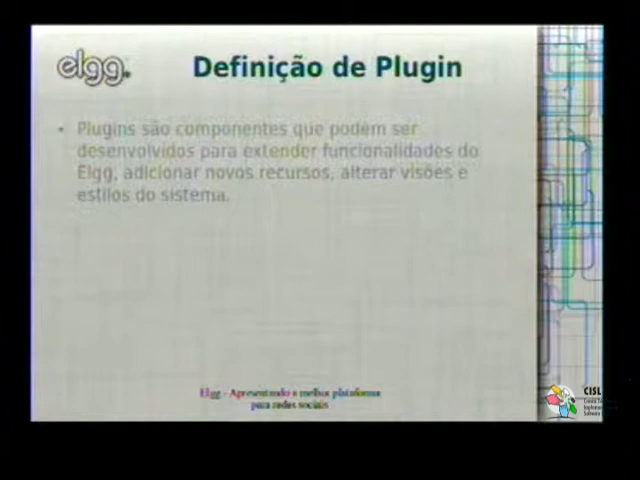 elgg.
Definição de Plugin
• Plugins são componentes que podem ser
desenvolvidos para extender funcionalidades do
Elgg, adicionar novos recursos, alterar visões e
estilos do sistema.
Elgg - Apresentando a melhor plataforma
para redes sociais
CISL